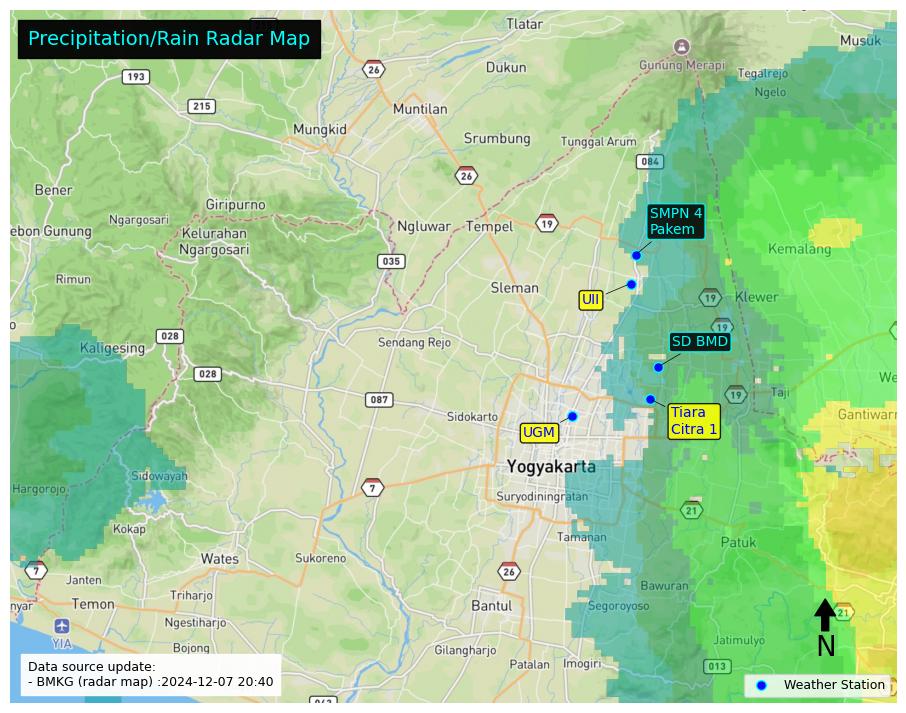 Precipitation/Rain Radar Map
Tlatar
Musuk
26
Dukun
Gunung Merapi
Tegalrejo
193
Ngelo
215
Muntilan
Mungkid
Srumbung
Tunggal Arum
084
26
Bener
Giripurno
Ngargosari
SMPN 4
Pakem
ebon Gunung
Kelurahan
Ngargosari
Ngluwar
Tempel
19
Kemalang
035
Rimun
Sleman
UII
19
Klewer
19
028
Kaligesing
Sendang Rejo
SD BMD
028
We
087
19
Taji
Sidokarto
UGM
Tiara
Citra 1
Gantiwarn
Yogyakarta
Sidowayah
Hargorojo
7
Suryodiningratan
21
Kokap
Tamanan
Patuk
Wates
Sukoreno
7
Janten
26
Bawuran
nyar
Temon
Triharjo
Bantul
Segoroyoso
21
Ngestiharjo
YIA
Jatimulyo
N
Bojong
Gilangharjo
Patalan
Imogiri
013
Data source update:
- BMKG (radar map) :2024-12-07 20:40
Weather Station